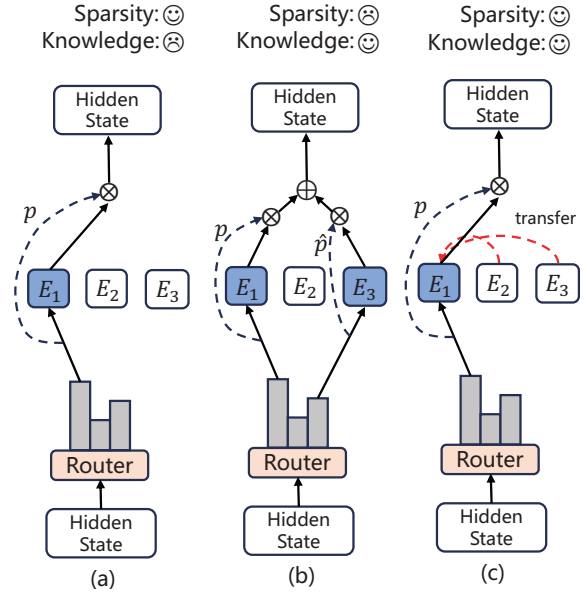 Sparsity:☺ Sparsity:☹ Sparsity:☺
Knowledge:☹ Knowledge:☺ Knowledge:☺
Hidden State
Hidden State
Hidden State
p
p
p̂
p
transfer
E₁ E₂ E₃
E₁ E₂ E₃
E₁ E₂ E₃
Router
Router
Router
Hidden State
Hidden State
Hidden State
(a) (b) (c)